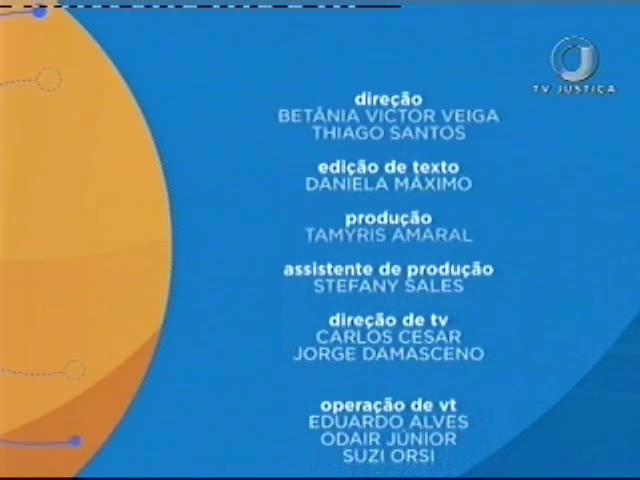 TV JUSTIÇA
direção
BETÂNIA VICTOR VEIGA
THIAGO SANTOS
edição de texto
DANIELA MÁXIMO
produção
TAMYRIS AMARAL
assistente de produção
STEFANY SALES
direção de tv
CARLOS CESAR
JORGE DAMASCENO
operação de vt
EDUARDO ALVES
ODAIR JÚNIOR
SUZI ORSI